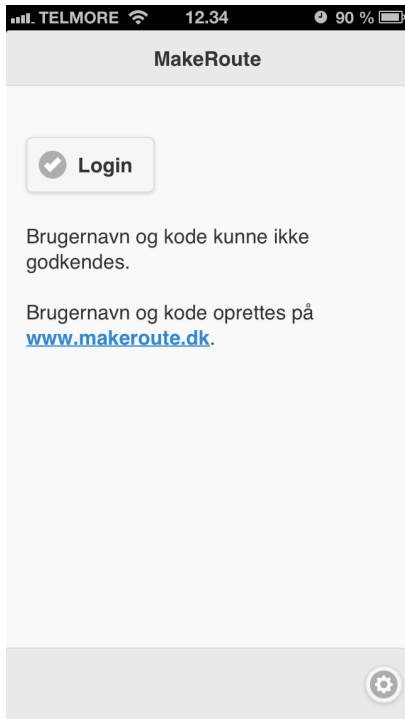 TELMORE 12.34 90 %
MakeRoute
Login
Brugernavn og kode kunne ikke
godkendes.
Brugernavn og kode oprettes på
www.makeroute.dk.